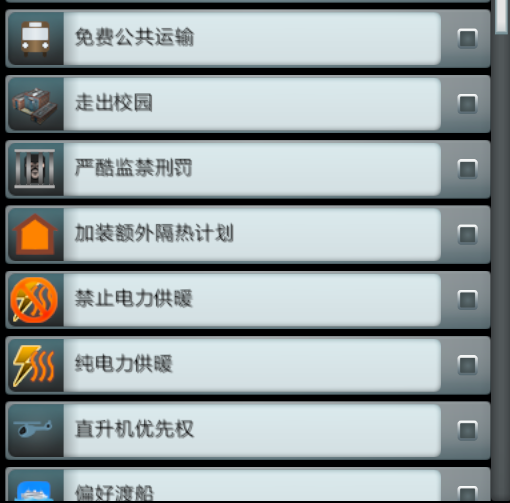 免费公共运输
走出校园
严酷监禁刑罚
加装额外隔热计划
禁止电力供暖
纯电力供暖
直升机优先权
偏好渡船